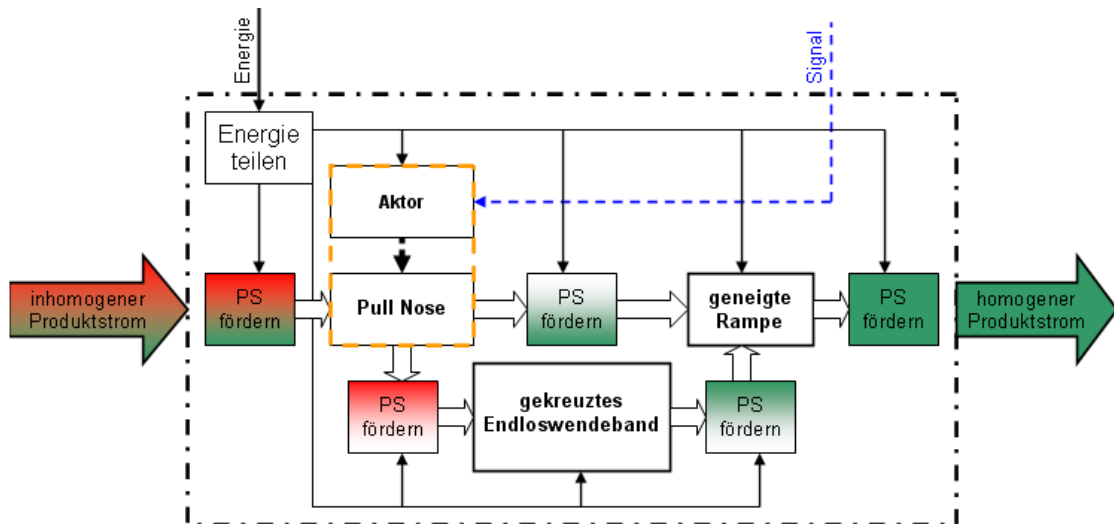 Energie
Signal
Energie
teilen
Aktor
inhomogener
Produktstrom
PS
fördern
Pull Nose
PS
fördern
geneigte
Rampe
PS
fördern
homogener
Produktstrom
PS
fördern
gekreuztes
Endloswendeband
PS
fördern